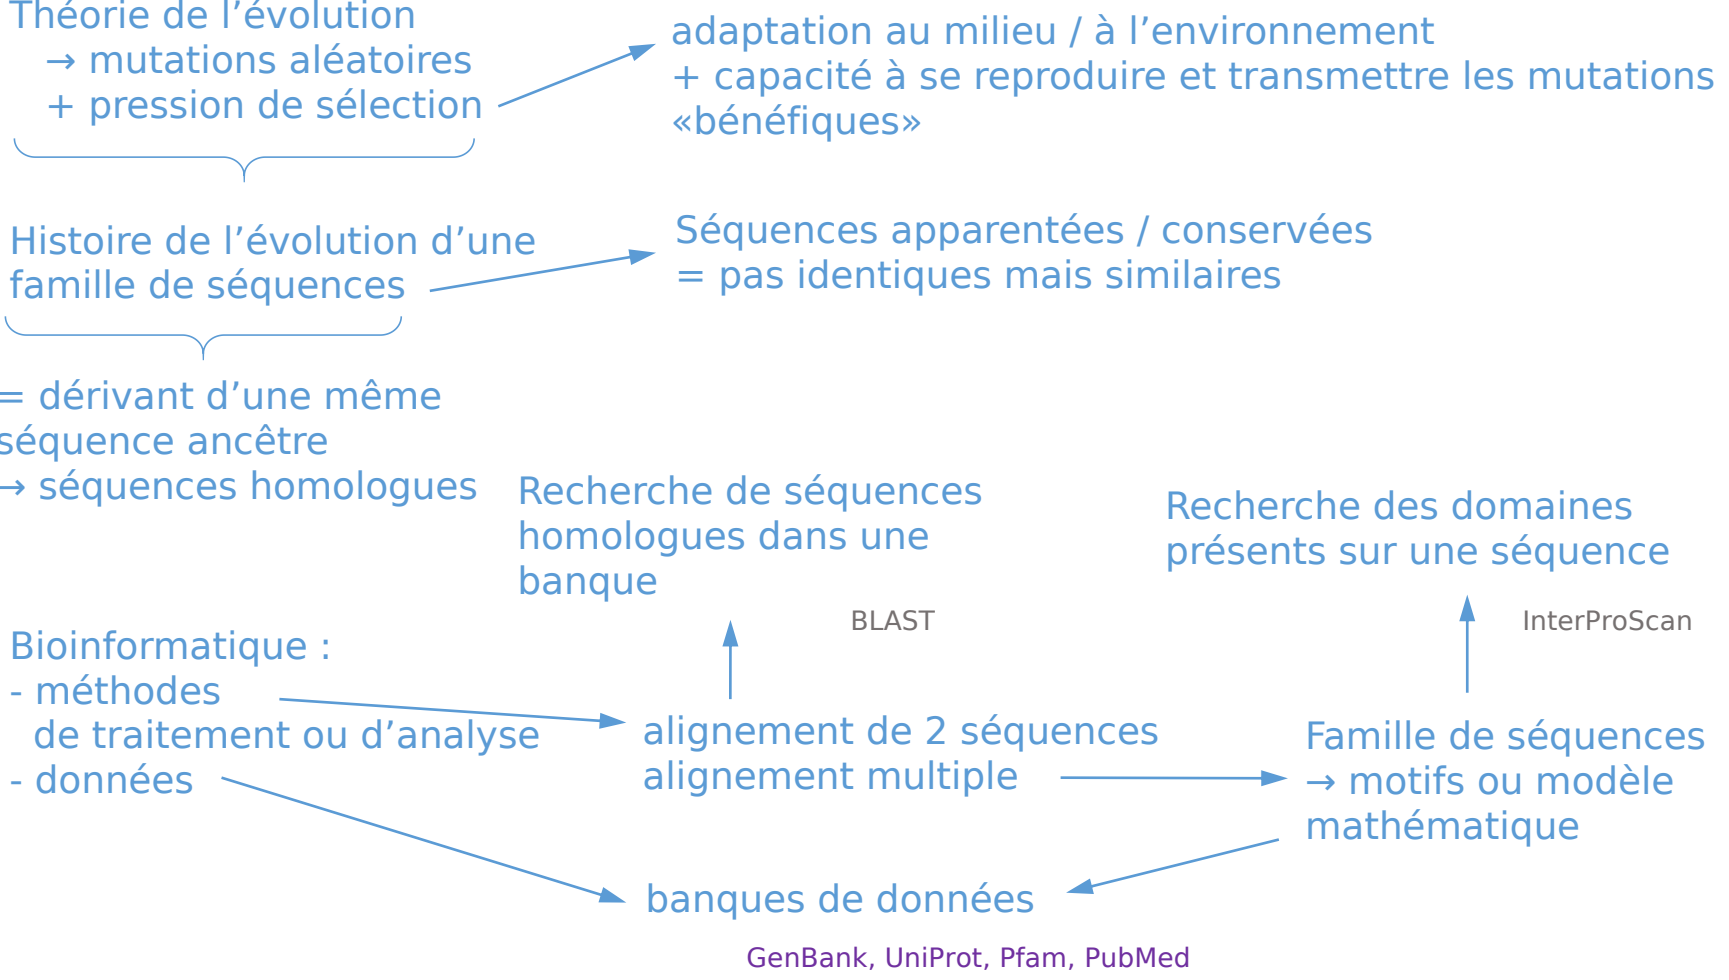 Théorie de l’évolution
→ mutations aléatoires
+ pression de sélection
adaptation au milieu / à l’environnement
+ capacité à se reproduire et transmettre les mutations
«bénéfiques»
Histoire de l’évolution d’une
famille de séquences
Séquences apparentées / conservées
= pas identiques mais similaires
= dérivant d’une même
séquence ancêtre
→ séquences homologues
Recherche de séquences
homologues dans une
banque
BLAST
Recherche des domaines
présents sur une séquence
InterProScan
Bioinformatique :
- méthodes
de traitement ou d’analyse
- données
alignement de 2 séquences
alignement multiple
Famille de séquences
→ motifs ou modèle
mathématique
banques de données
GenBank, UniProt, Pfam, PubMed